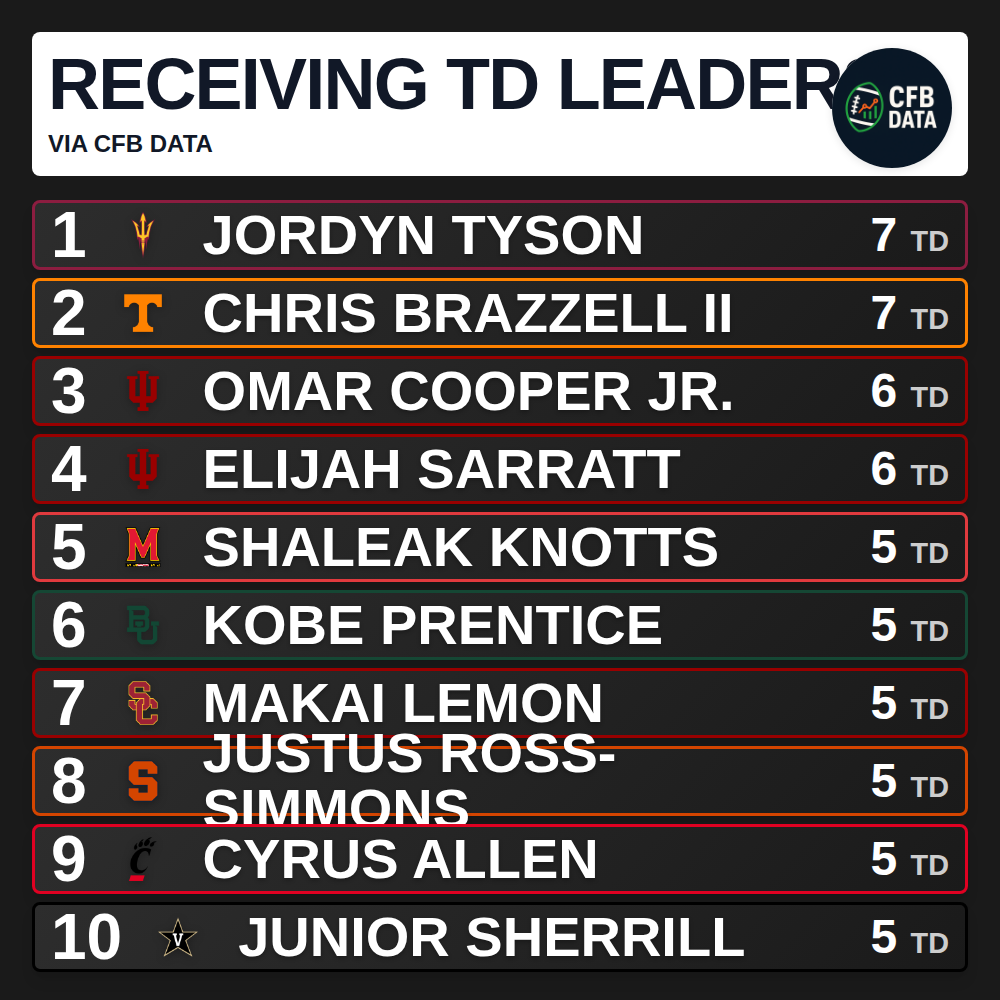 RECEIVING TD LEADERS
VIA CFB DATA
CFB
DATA
1 JORDYN TYSON 7 TD
2 T CHRIS BRAZZELL II 7 TD
3 OMAR COOPER JR. 6 TD
4 ELIJAH SARRATT 6 TD
5 M SHALEAK KNOTTS 5 TD
6 BU KOBE PRENTICE 5 TD
7 SC MAKAI LEMON 5 TD
8 S JUSTUS ROSS-
SIMMONS 5 TD
9 C CYRUS ALLEN 5 TD
10 V JUNIOR SHERRILL 5 TD